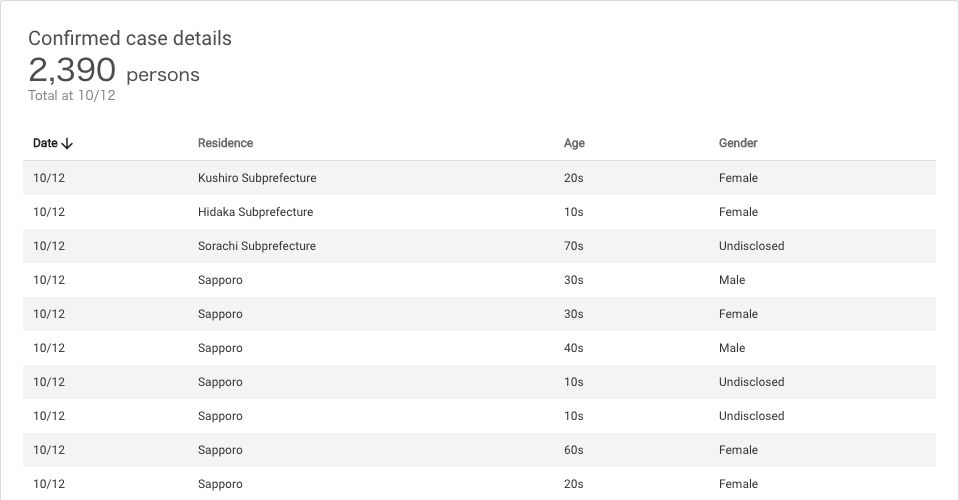 Confirmed case details
2,390 persons
Total at 10/12
Date Residence Age Gender
10/12 Kushiro Subprefecture 20s Female
10/12 Hidaka Subprefecture 10s Female
10/12 Sorachi Subprefecture 70s Undisclosed
10/12 Sapporo 30s Male
10/12 Sapporo 30s Female
10/12 Sapporo 40s Male
10/12 Sapporo 10s Undisclosed
10/12 Sapporo 10s Undisclosed
10/12 Sapporo 60s Female
10/12 Sapporo 20s Female